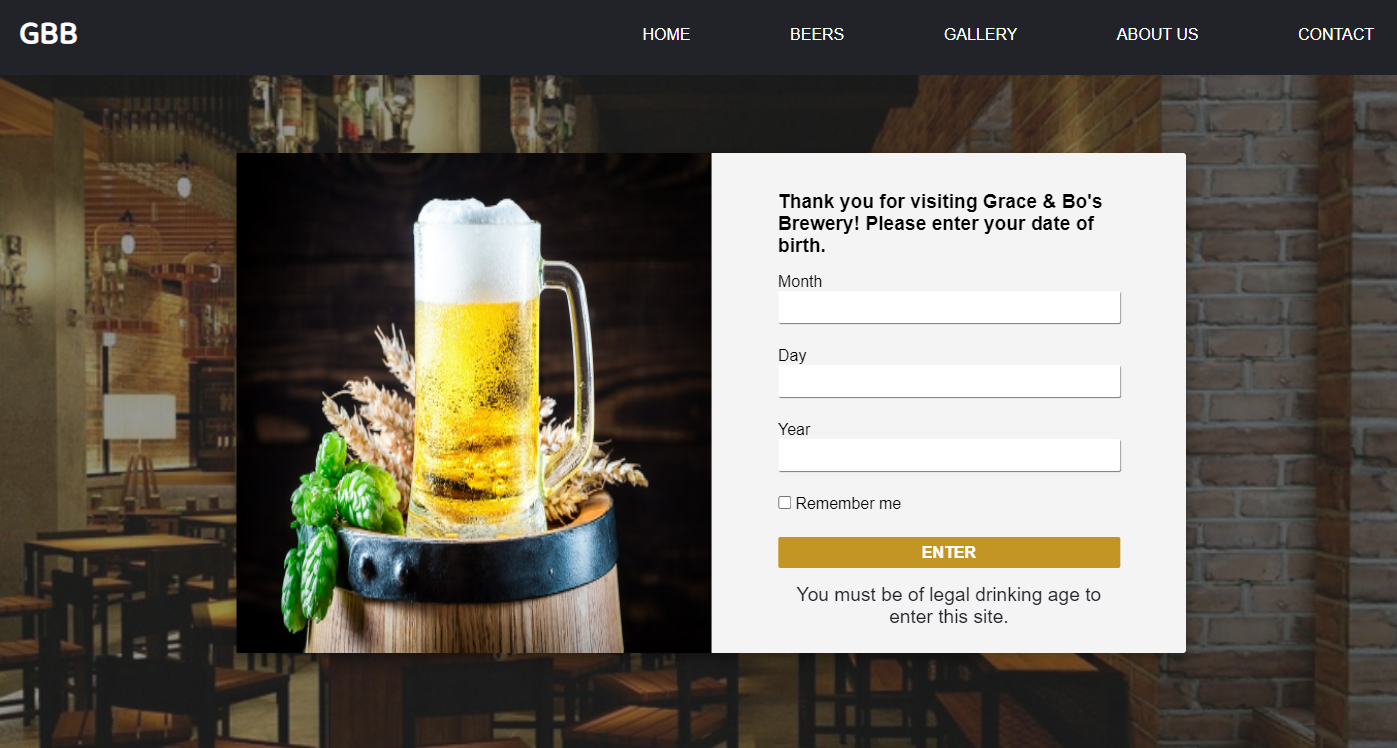 GBB
HOME
BEERS
GALLERY
ABOUT US
CONTACT
Thank you for visiting Grace & Bo's
Brewery! Please enter your date of
birth.
Month
Day
Year
Remember me
ENTER
You must be of legal drinking age to
enter this site.